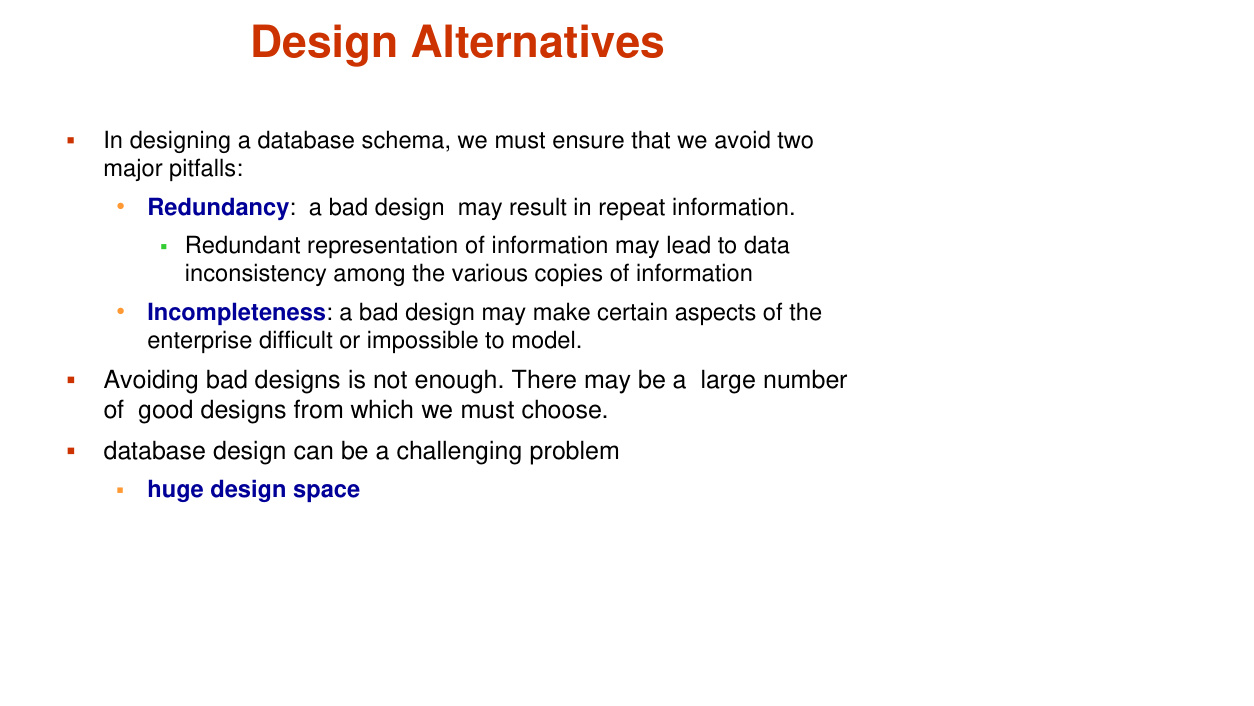 Design Alternatives
In designing a database schema, we must ensure that we avoid two
major pitfalls:
Redundancy:  a bad design  may result in repeat information.
Redundant representation of information may lead to data
inconsistency among the various copies of information
Incompleteness: a bad design may make certain aspects of the
enterprise difficult or impossible to model.
Avoiding bad designs is not enough. There may be a  large number
of  good designs from which we must choose.
database design can be a challenging problem
huge design space